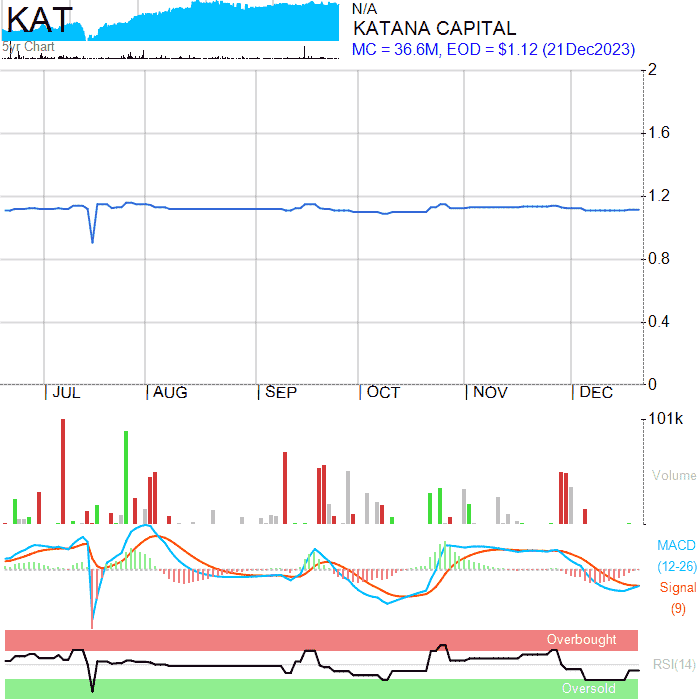 KAT
5yr Chart
N/A
KATANA CAPITAL
MC = 36.6M, EOD = $1.12 (21Dec2023)
2
1.6
1.2
0.8
0.4
0
JUL AUG SEP OCT NOV DEC
101k
Volume
MACD
(12-26)
Signal
(9)
Overbought
RSI(14)
Oversold